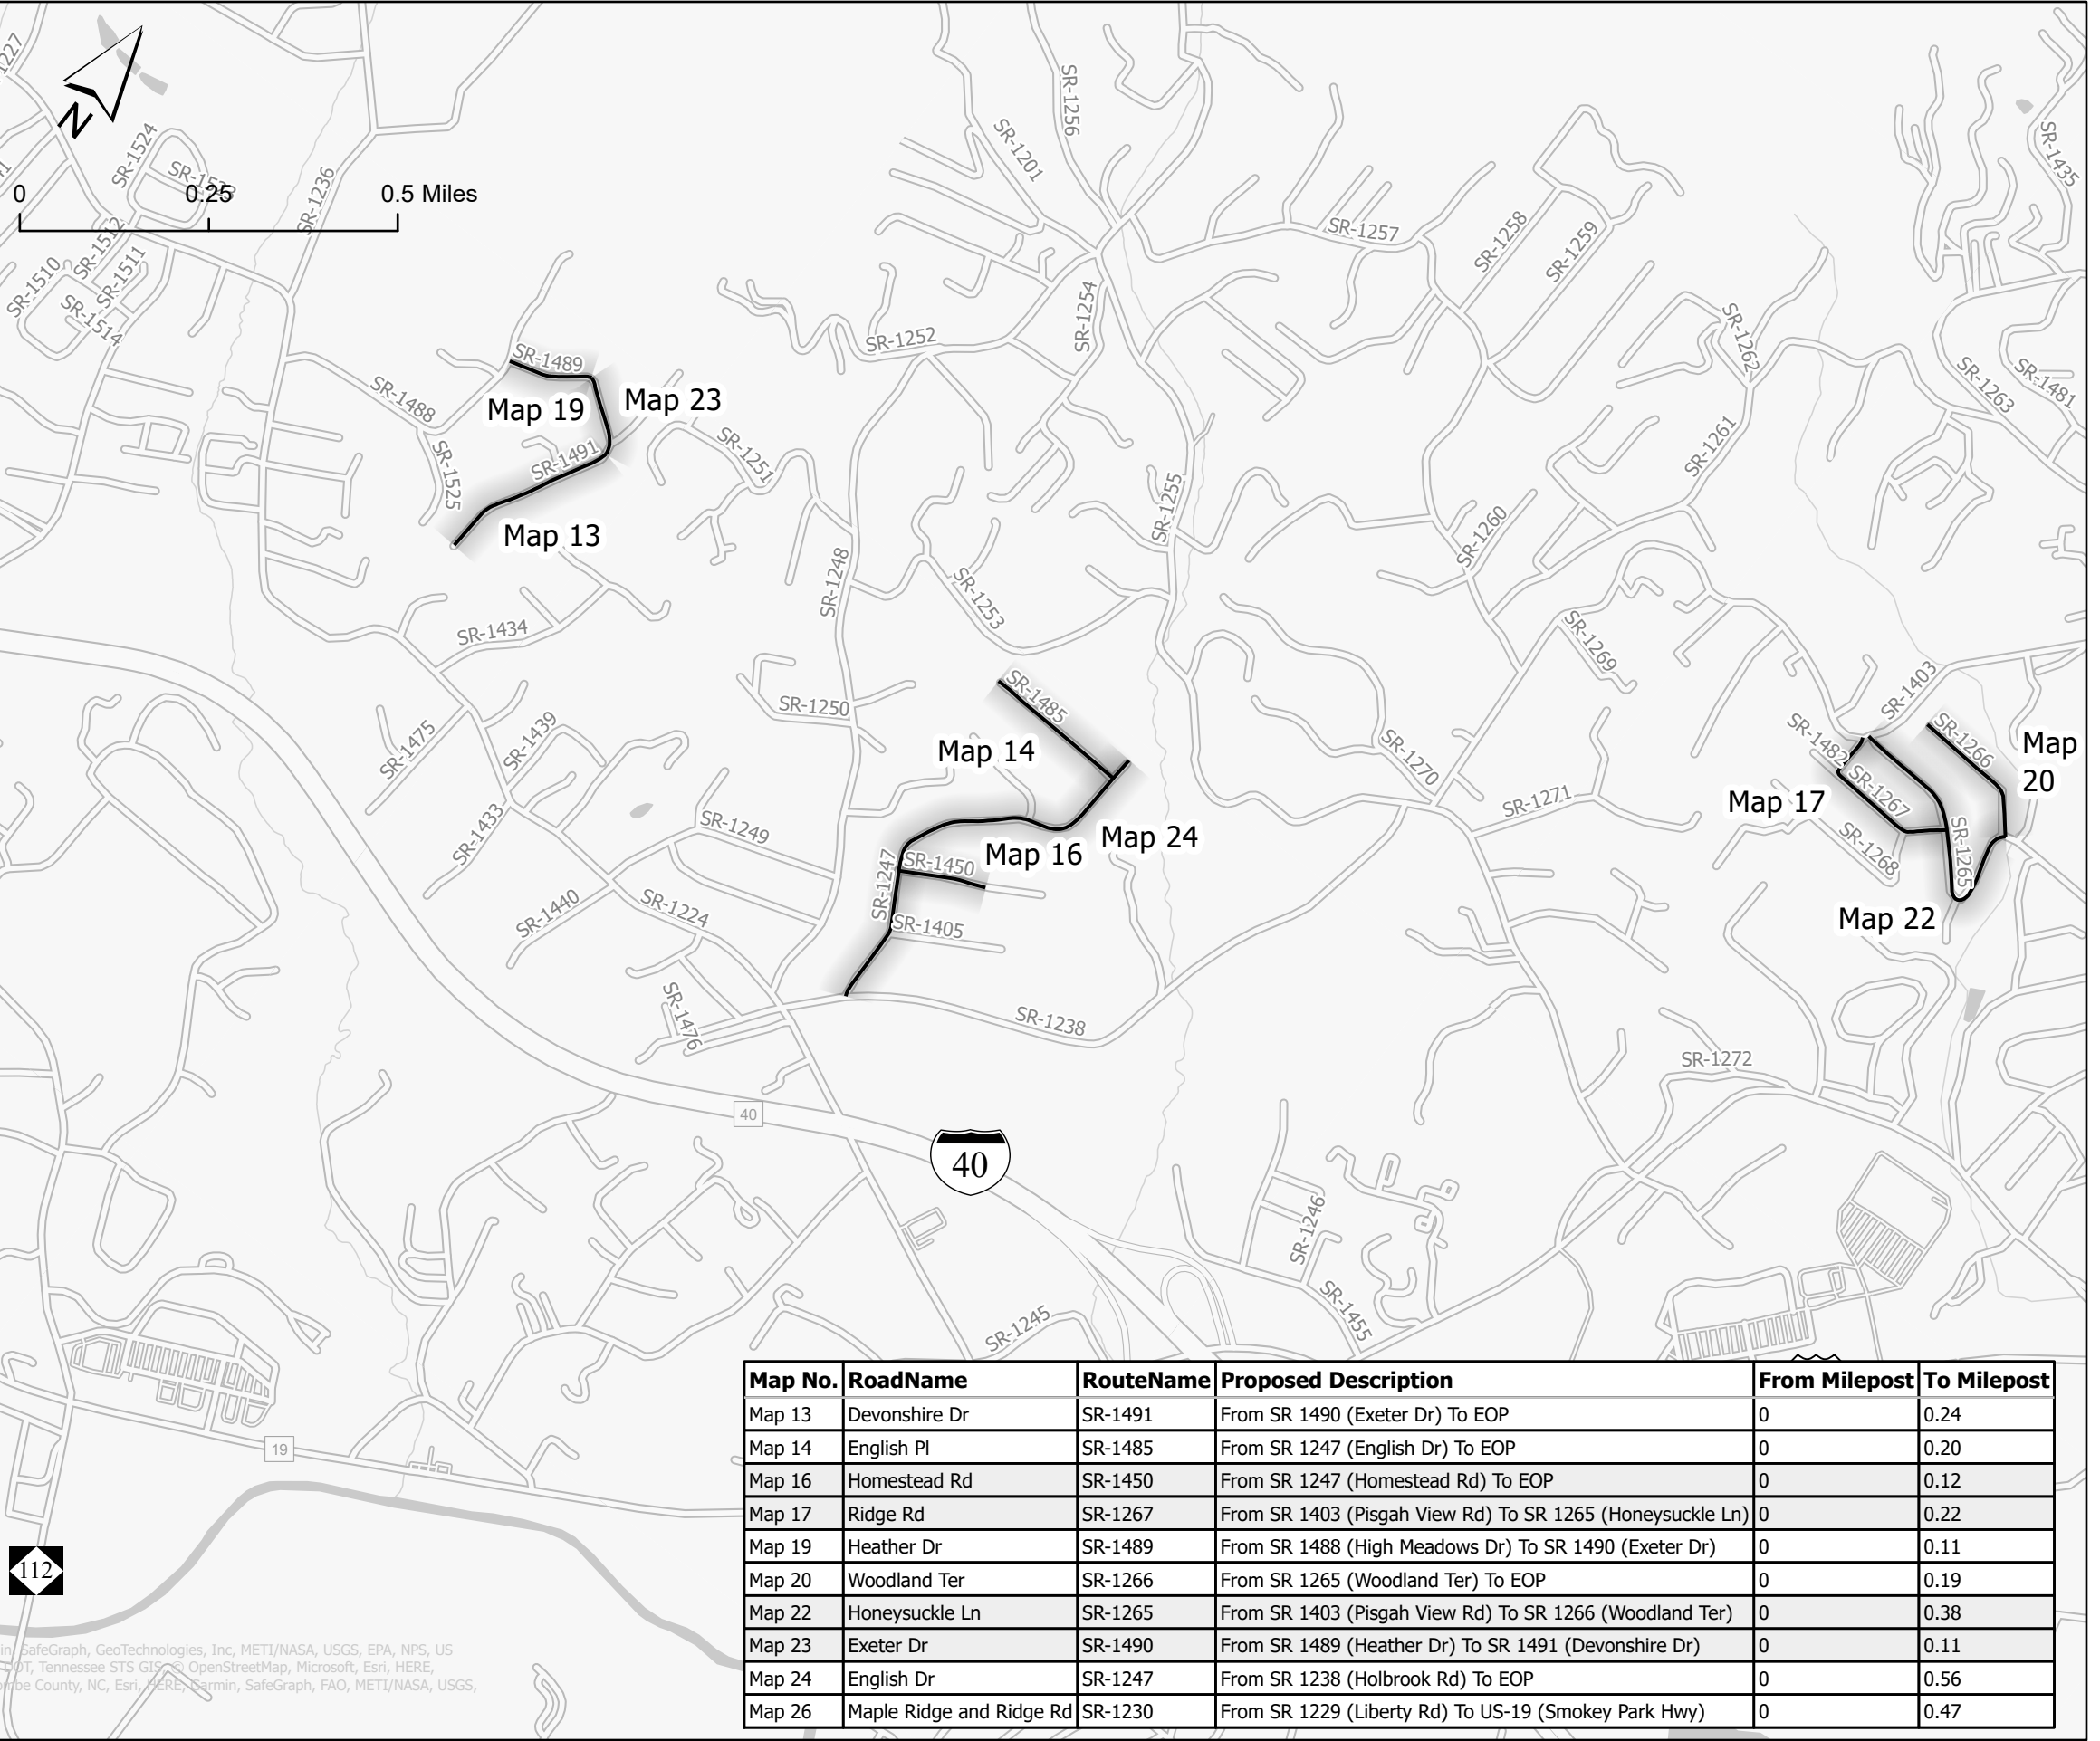 N
0 0.25 0.5 Miles
1227
SR-1524
SR-1236
SR-1512
SR-1511
SR-1510
SR-1514
SR-1256
SR-1201
SR-1257
SR-1258
SR-1259
SR-1435
SR-1254
SR-1252
SR-1262
SR-1263
SR-1481
SR-1261
SR-1489
SR-1488
Map 19
Map 23
SR-1491
SR-1251
SR-1525
Map 13
SR-1255
SR-1260
SR-1248
SR-1253
SR-1434
SR-1269
SR-1250
SR-1485
SR-1475
SR-1439
Map 14
SR-1270
SR-1403
SR-1482
SR-1266
Map
20
SR-1267
Map 17
SR-1271
SR-1433
SR-1249
Map 24
Map 16
SR-1247
SR-1450
SR-1268
SR-1265
Map 22
SR-1440
SR-1224
SR-1405
SR-1476
SR-1238
SR-1272
40
40
SR-1246
SR-1245
SR-1455
19
112
Map No. RoadName RouteName Proposed Description From Milepost To Milepost
Map 13 Devonshire Dr SR-1491 From SR 1490 (Exeter Dr) To EOP 0 0.24
Map 14 English Pl SR-1485 From SR 1247 (English Dr) To EOP 0 0.20
Map 16 Homestead Rd SR-1450 From SR 1247 (Homestead Rd) To EOP 0 0.12
Map 17 Ridge Rd SR-1267 From SR 1403 (Pisgah View Rd) To SR 1265 (Honeysuckle Ln) 0 0.22
Map 19 Heather Dr SR-1489 From SR 1488 (High Meadows Dr) To SR 1490 (Exeter Dr) 0 0.11
Map 20 Woodland Ter SR-1266 From SR 1265 (Woodland Ter) To EOP 0 0.19
Map 22 Honeysuckle Ln SR-1265 From SR 1403 (Pisgah View Rd) To SR 1266 (Woodland Ter) 0 0.38
Map 23 Exeter Dr SR-1490 From SR 1489 (Heather Dr) To SR 1491 (Devonshire Dr) 0 0.11
Map 24 English Dr SR-1247 From SR 1238 (Holbrook Rd) To EOP 0 0.56
Map 26 Maple Ridge and Ridge Rd SR-1230 From SR 1229 (Liberty Rd) To US-19 (Smokey Park Hwy) 0 0.47
SafeGraph, GeoTechnologies, Inc, METI/NASA, USGS, EPA, NPS, US
Tennessee STS GIS, © OpenStreetMap, Microsoft, Esri, HERE,
County, NC, Esri, HERE, Garmin, SafeGraph, FAO, METI/NASA, USGS,